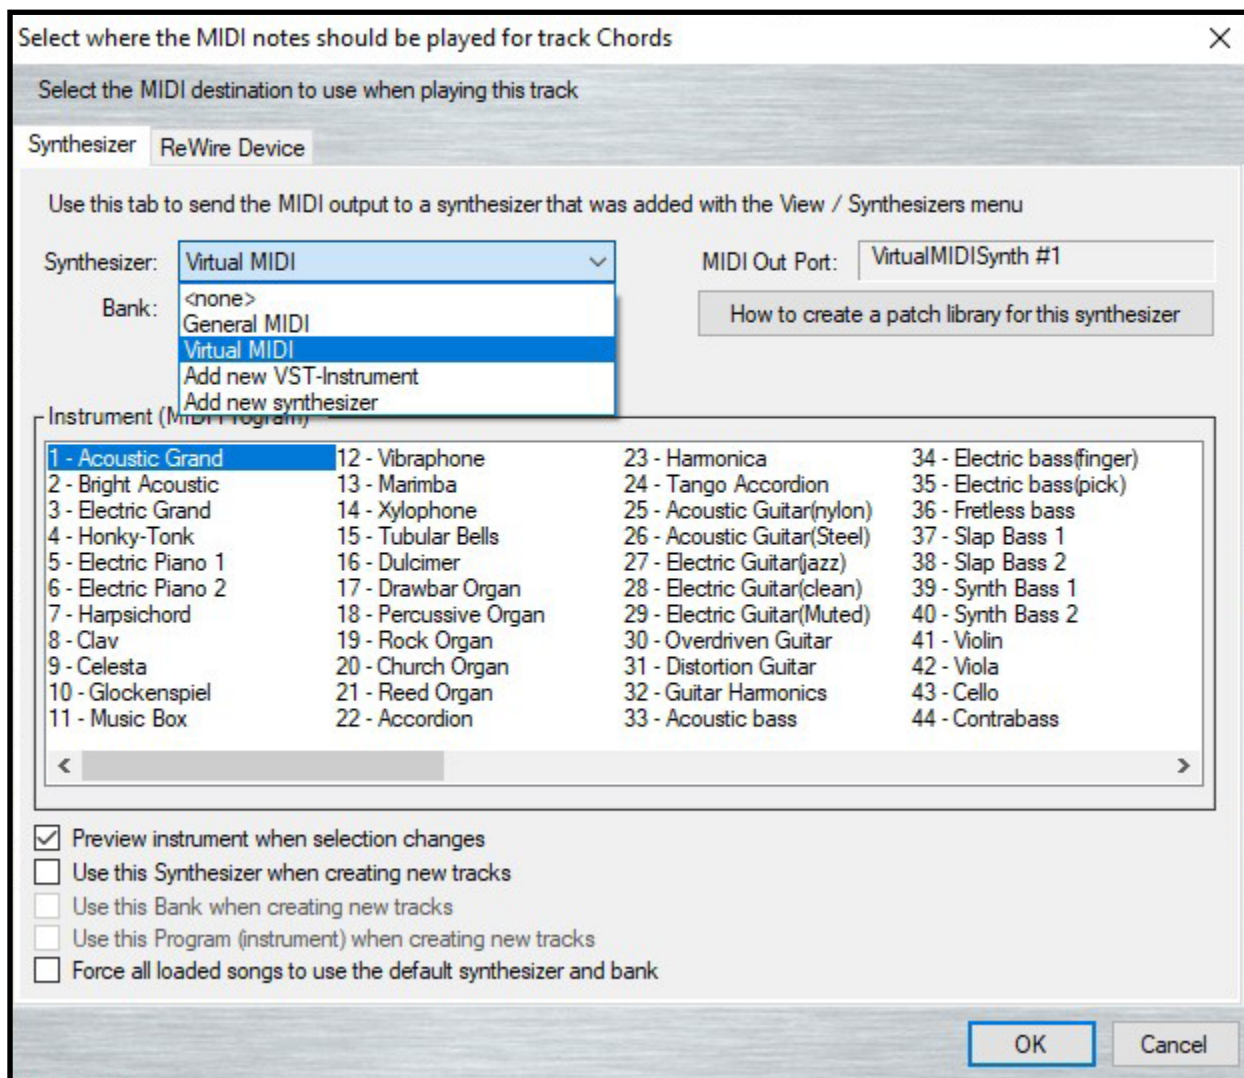 Select where the MIDI notes should be played for track Chords
Select the MIDI destination to use when playing this track
Synthesizer
ReWire Device
Use this tab to send the MIDI output to a synthesizer that was added with the View / Synthesizers menu
Synthesizer: Virtual MIDI
MIDI Out Port: VirtualMIDISynth #1
Bank:
<none>
General MIDI
Virtual MIDI
Add new VST-Instrument
Add new synthesizer
How to create a patch library for this synthesizer
Instrument (MIDI Program)
1 - Acoustic Grand
2 - Bright Acoustic
3 - Electric Grand
4 - Honky-Tonk
5 - Electric Piano 1
6 - Electric Piano 2
7 - Harpsichord
8 - Clav
9 - Celesta
10 - Glockenspiel
11 - Music Box
12 - Vibraphone
13 - Marimba
14 - Xylophone
15 - Tubular Bells
16 - Dulcimer
17 - Drawbar Organ
18 - Percussive Organ
19 - Rock Organ
20 - Church Organ
21 - Reed Organ
22 - Accordion
23 - Harmonica
24 - Tango Accordion
25 - Acoustic Guitar(nylon)
26 - Acoustic Guitar(Steel)
27 - Electric Guitar(jazz)
28 - Electric Guitar(clean)
29 - Electric Guitar(Muted)
30 - Overdriven Guitar
31 - Distortion Guitar
32 - Guitar Harmonics
33 - Acoustic bass
34 - Electric bass(finger)
35 - Electric bass(pick)
36 - Fretless bass
37 - Slap Bass 1
38 - Slap Bass 2
39 - Synth Bass 1
40 - Synth Bass 2
41 - Violin
42 - Viola
43 - Cello
44 - Contrabass
Preview instrument when selection changes
Use this Synthesizer when creating new tracks
Use this Bank when creating new tracks
Use this Program (instrument) when creating new tracks
Force all loaded songs to use the default synthesizer and bank
OK
Cancel